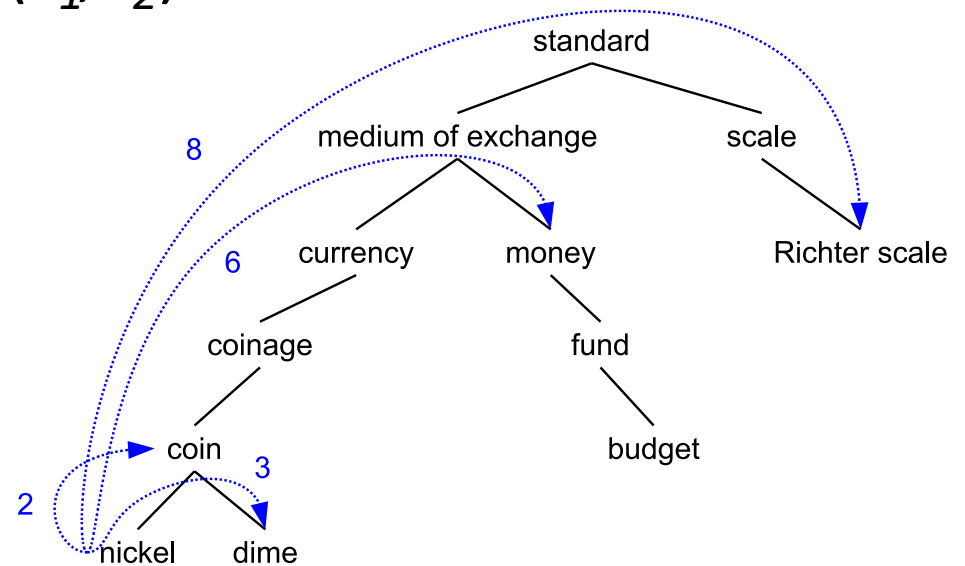 standard
8
medium of exchange scale
6 currency money Richter scale
coinage fund
coin 3 budget
2
nickel dime